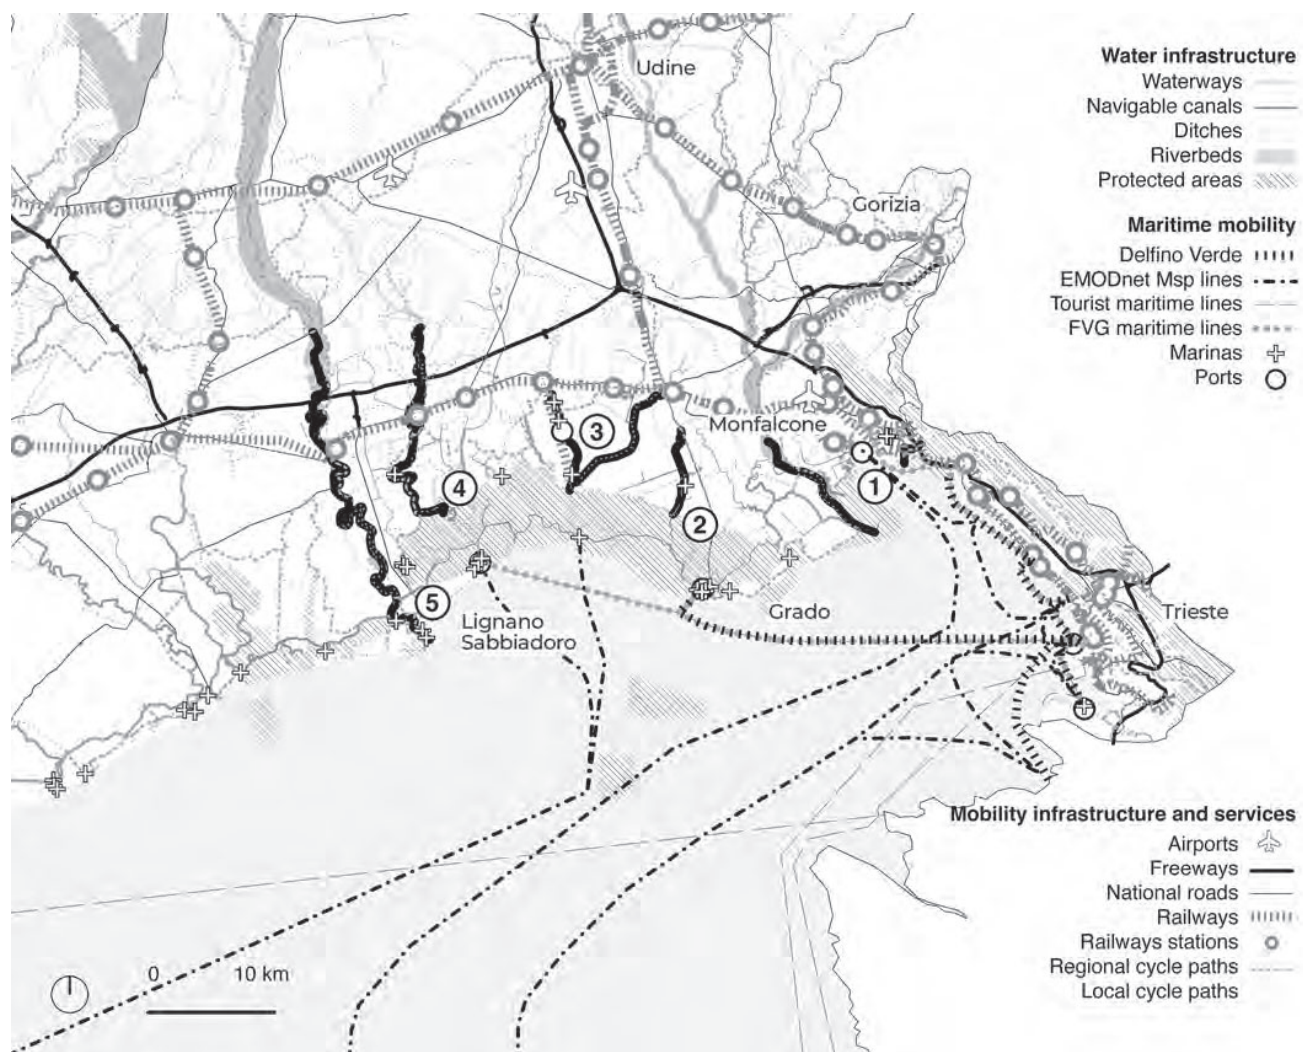 Udine
Gorizia
Monfalcone
Grado
Trieste
Lignano
Sabbiadoro
1
2
3
4
5
Water infrastructure
Waterways
Navigable canals
Ditches
Riverbeds
Protected areas
Maritime mobility
Delfino Verde
EMODnet Msp lines
Tourist maritime lines
FVG maritime lines
Marinas
Ports
Mobility infrastructure and services
Airports
Freeways
National roads
Railways
Railways stations
Regional cycle paths
Local cycle paths
0 10 km